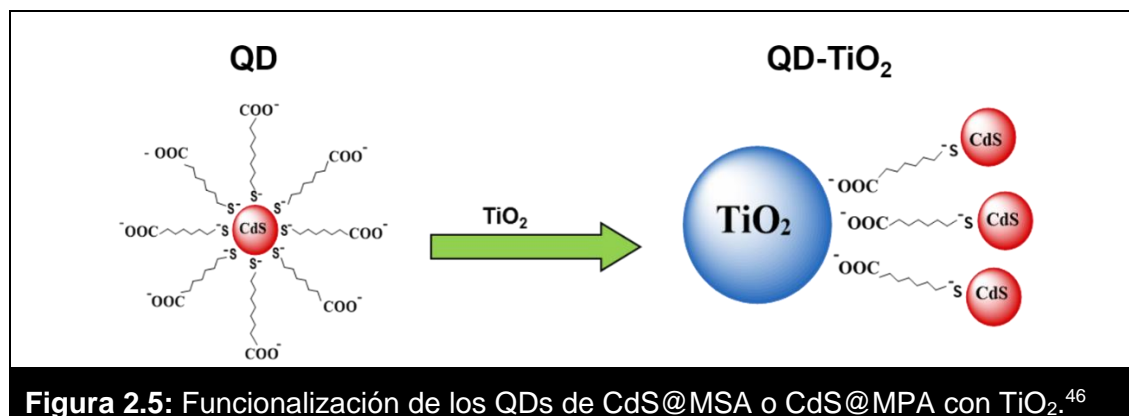 QD
QD-TiO₂
COO⁻
- OOC
COO⁻
S⁻
S⁻
S⁻
⁻OOC
⁻S
CdS
S⁻
COO⁻
⁻S
S⁻
S⁻
⁻OOC
COO⁻
COO⁻
TiO₂
TiO₂
⁻OOC
⁻S
CdS
⁻OOC
⁻S
CdS
⁻OOC
⁻S
CdS
Figura 2.5: Funcionalización de los QDs de CdS@MSA o CdS@MPA con TiO₂.⁴⁶